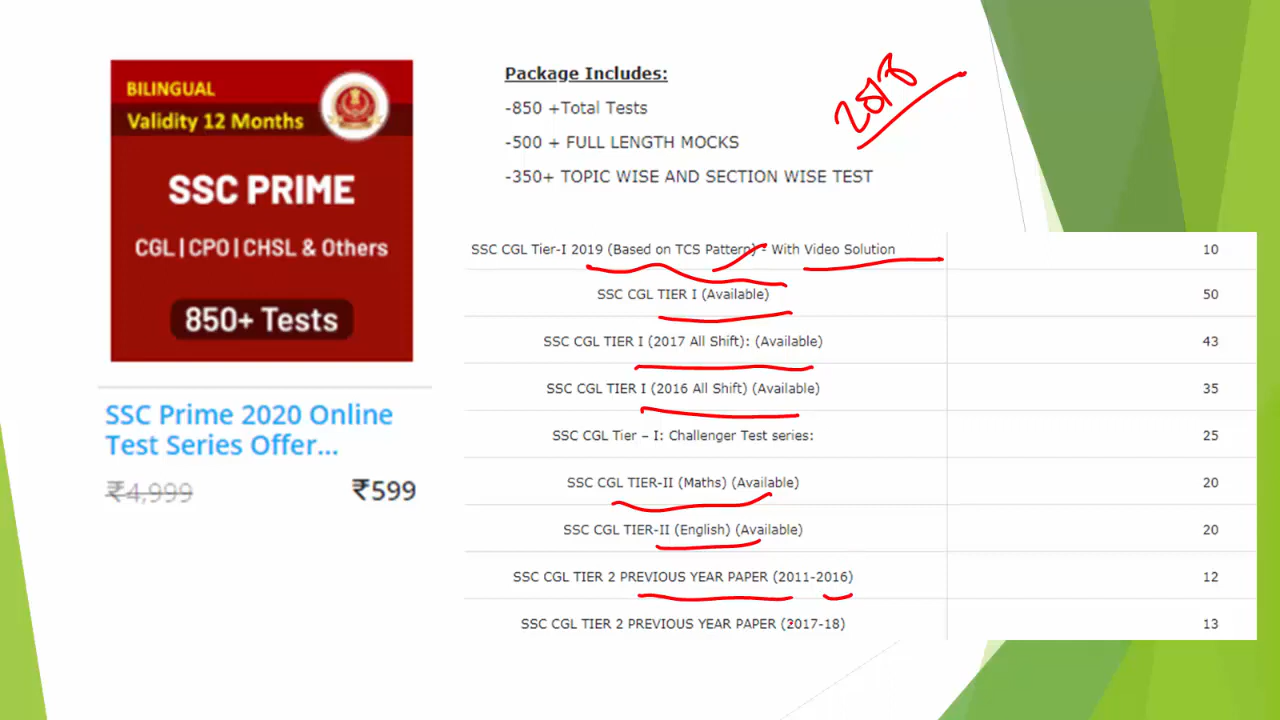 BILINGUAL
Validity 12 Months
SSC PRIME
CGL | CPO | CHSL & Others
850+ Tests
SSC Prime 2020 Online
Test Series Offer...
₹4,999 ₹599
Package Includes:
-850 +Total Tests
-500 + FULL LENGTH MOCKS
-350+ TOPIC WISE AND SECTION WISE TEST
2018
SSC CGL Tier-I 2019 (Based on TCS Pattern) - With Video Solution 10
SSC CGL TIER I (Available) 50
SSC CGL TIER I (2017 All Shift): (Available) 43
SSC CGL TIER I (2016 All Shift) (Available) 35
SSC CGL Tier – I: Challenger Test series: 25
SSC CGL TIER-II (Maths) (Available) 20
SSC CGL TIER-II (English) (Available) 20
SSC CGL TIER 2 PREVIOUS YEAR PAPER (2011-2016) 12
SSC CGL TIER 2 PREVIOUS YEAR PAPER (2017-18) 13